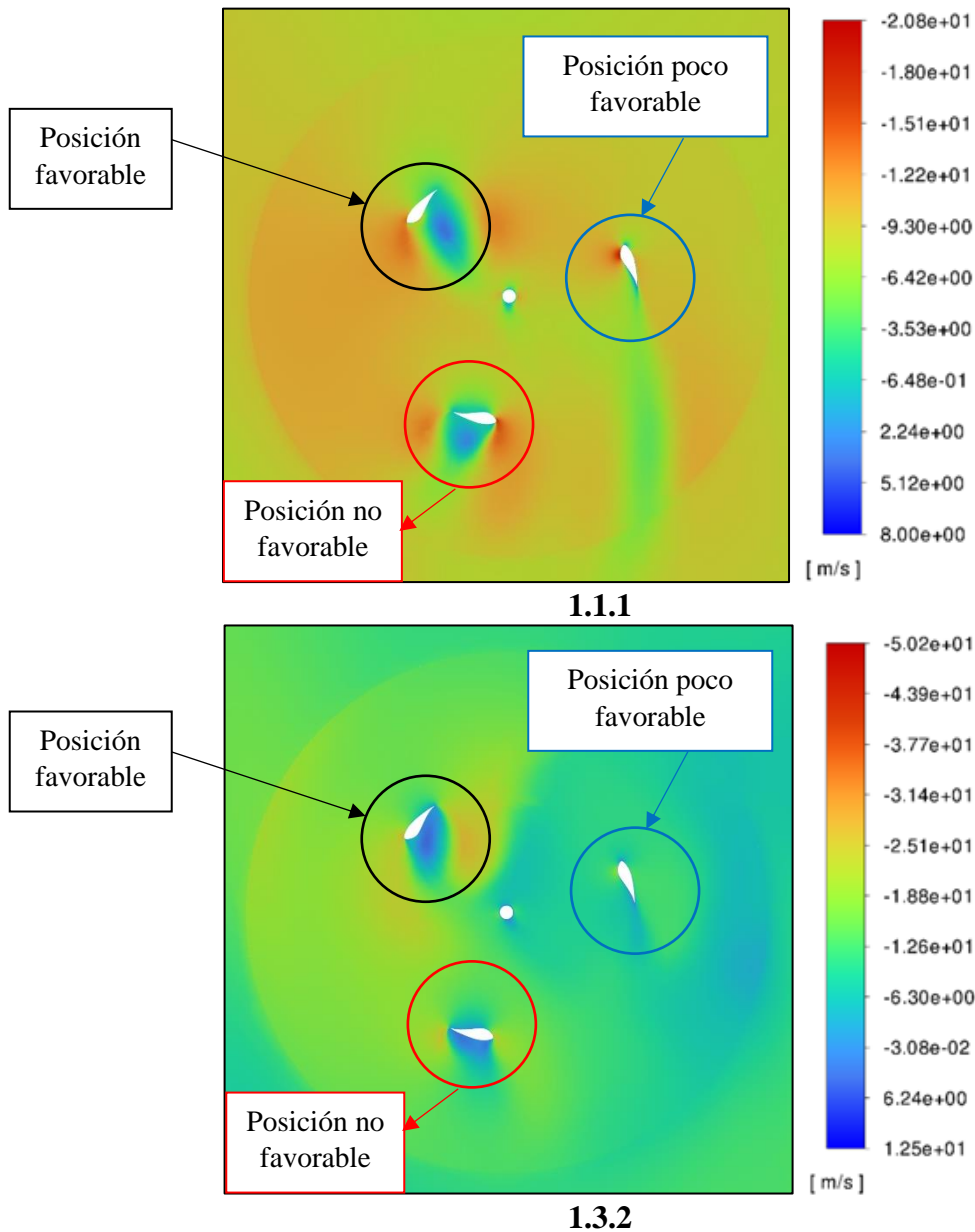 Posición poco
favorable
Posición
favorable
Posición no
favorable
-2.08e+01
-1.80e+01
-1.51e+01
-1.22e+01
-9.30e+00
-6.42e+00
-3.53e+00
-6.48e-01
2.24e+00
5.12e+00
8.00e+00
[ m/s ]
1.1.1
Posición poco
favorable
Posición
favorable
Posición no
favorable
-5.02e+01
-4.39e+01
-3.77e+01
-3.14e+01
-2.51e+01
-1.88e+01
-1.26e+01
-6.30e+00
-3.08e-02
6.24e+00
1.25e+01
[ m/s ]
1.3.2